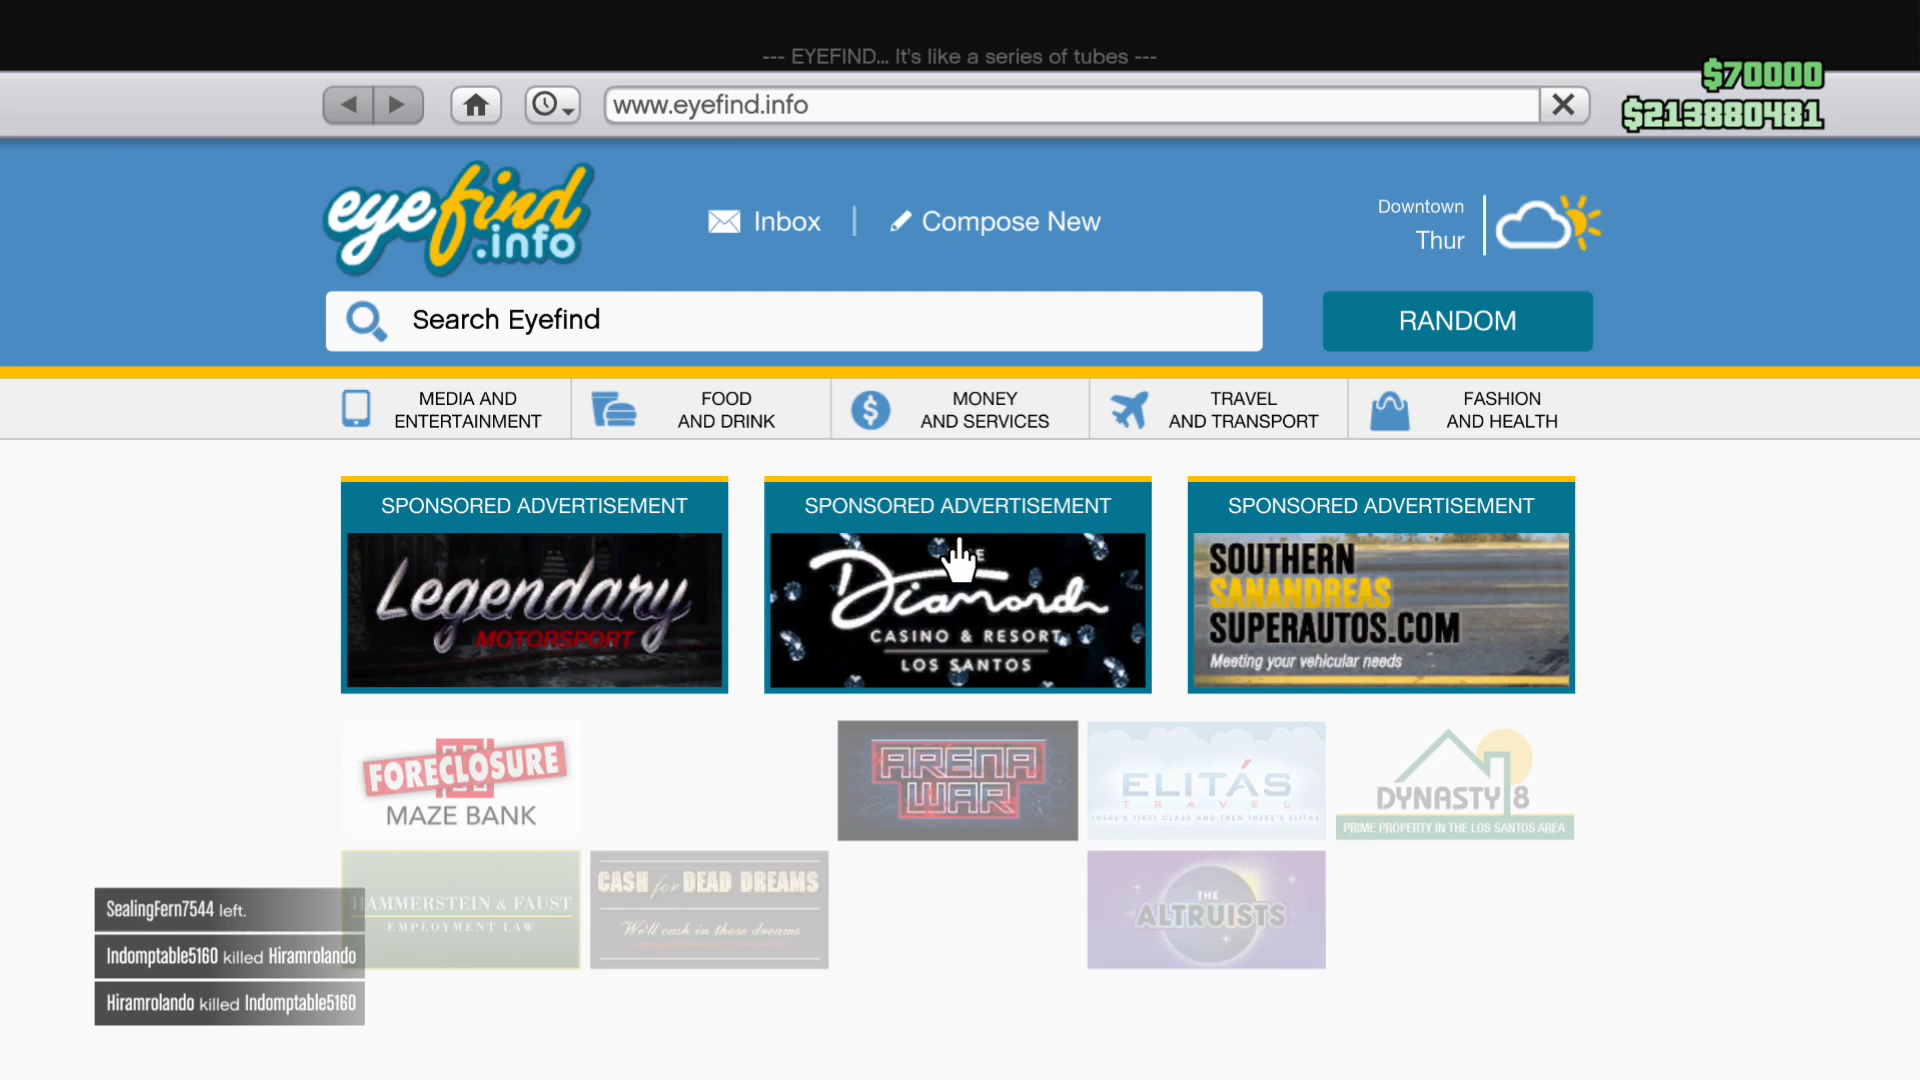 --- EYEFIND... It's like a series of tubes ---
$70000
www.eyefind.info
$213880481
eyefind
.info
Inbox
Compose New
Downtown
Thur
Search Eyefind
RANDOM
MEDIA AND
ENTERTAINMENT
FOOD
AND DRINK
MONEY
AND SERVICES
TRAVEL
AND TRANSPORT
FASHION
AND HEALTH
SPONSORED ADVERTISEMENT
Legendary
MOTORSPORT
SPONSORED ADVERTISEMENT
Diamond
CASINO & RESORT
LOS SANTOS
SPONSORED ADVERTISEMENT
SOUTHERN
SANANDREAS
SUPERAUTOS.COM
Meeting your vehicular needs
FORECLOSURE
MAZE BANK
ARENA
WAR
ELITÁS
TRAVEL
THERE'S FIRST CLASS AND THEN THERE'S ELITÁS.
DYNASTY 8
PRIME PROPERTY IN THE LOS SANTOS AREA
HAMMERSTEIN & FAUST
EMPLOYMENT LAW
CASH for DEAD DREAMS
We'll cash in those dreams
THE
ALTRUISTS
SealingFern7544 left.
Indomptable5160 killed Hiramrolando
Hiramrolando killed Indomptable5160